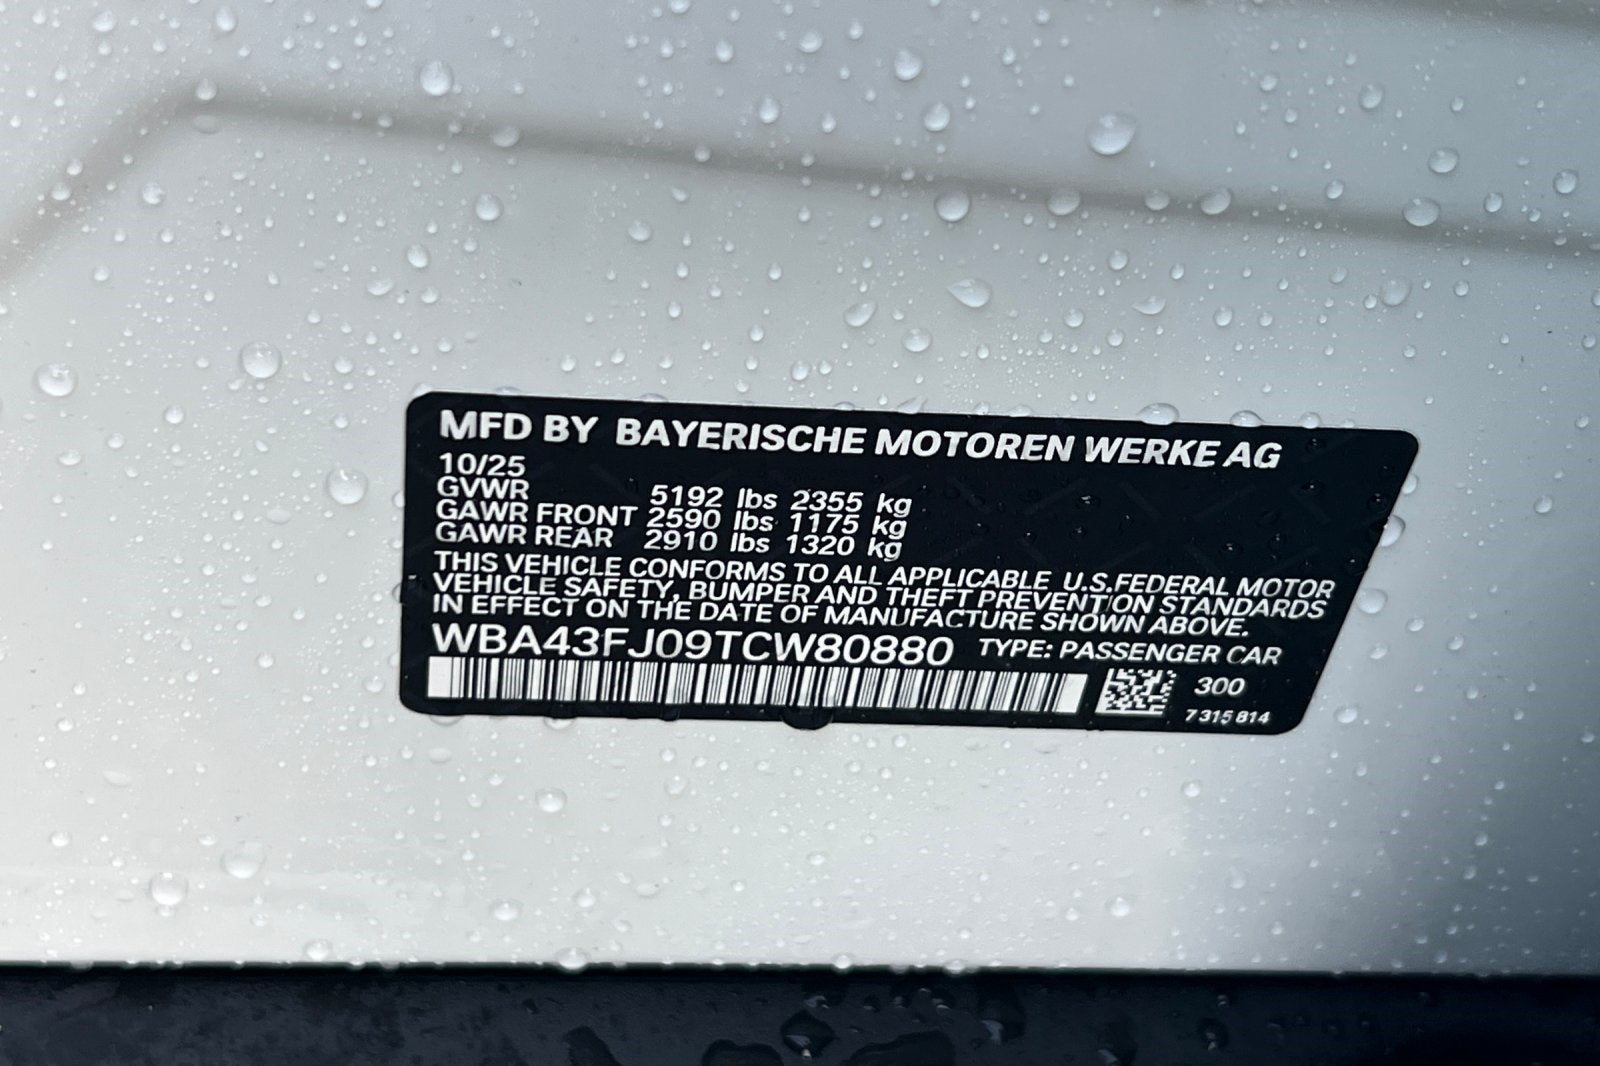 MFD BY BAYERISCHE MOTOREN WERKE AG
10/25
GVWR 5192 lbs 2355 kg
GAWR FRONT 2590 lbs 1175 kg
GAWR REAR 2910 lbs 1320 kg
THIS VEHICLE CONFORMS TO ALL APPLICABLE U.S.FEDERAL MOTOR
VEHICLE SAFETY, BUMPER AND THEFT PREVENTION STANDARDS
IN EFFECT ON THE DATE OF MANUFACTURE SHOWN ABOVE.
WBA43FJ09TCW80880 TYPE: PASSENGER CAR
300
7 315 814